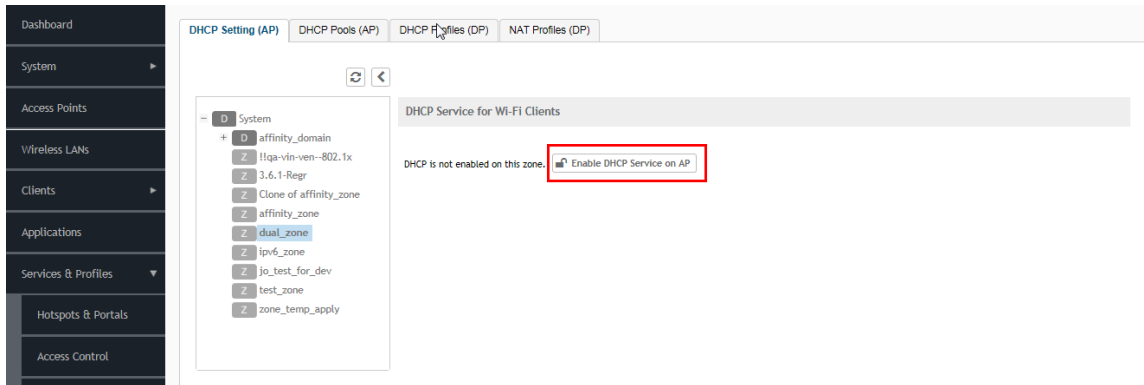 Dashboard
System
Access Points
Wireless LANs
Clients
Applications
Services & Profiles
Hotspots & Portals
Access Control
DHCP Setting (AP) DHCP Pools (AP) DHCP Profiles (DP) NAT Profiles (DP)
D System
D affinity_domain
Z !!qa-vin-ven--802.1x
Z 3.6.1-Regr
Z Clone of affinity_zone
Z affinity_zone
Z dual_zone
Z ipv6_zone
Z jo_test_for_dev
Z test_zone
Z zone_temp_apply
DHCP Service for Wi-Fi Clients
DHCP is not enabled on this zone. Enable DHCP Service on AP